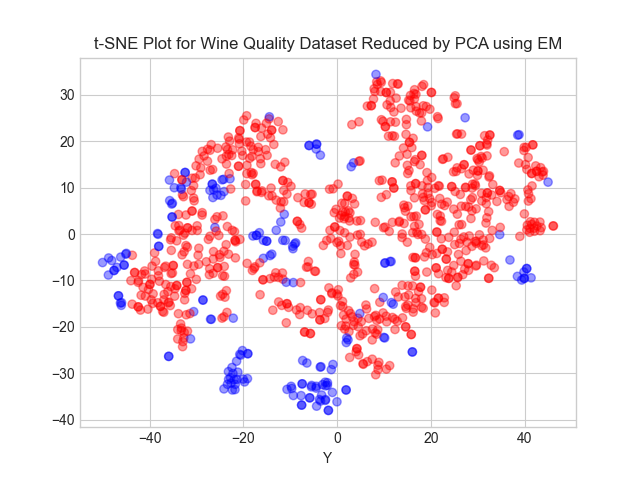 t-SNE Plot for Wine Quality Dataset Reduced by PCA using EM
30
20
10
0
−10
−20
−30
−40
−40 −20 0 20 40
Y